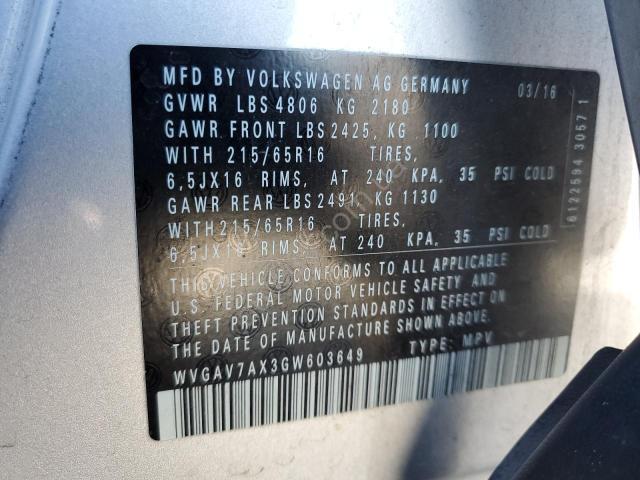 MFD BY VOLKSWAGEN AG GERMANY 03/16
GVWR LBS 4806 KG 2180
GAWR FRONT LBS 2425, KG 1100
WITH 215/65R16 TIRES,
6,5JX16 RIMS, AT 240 KPA, 35 PSI COLD
GAWR REAR LBS 2491, KG 1130
WITH 215/65R16 TIRES,
6,5JX16 RIMS, AT 240 KPA, 35 PSI COLD
THIS VEHICLE CONFORMS TO ALL APPLICABLE
U.S. FEDERAL MOTOR VEHICLE SAFETY AND
THEFT PREVENTION STANDARDS IN EFFECT ON
THE DATE OF MANUFACTURE SHOWN ABOVE.
WVGAV7AX3GW603649 TYPE: MPV
6122594 3057 1